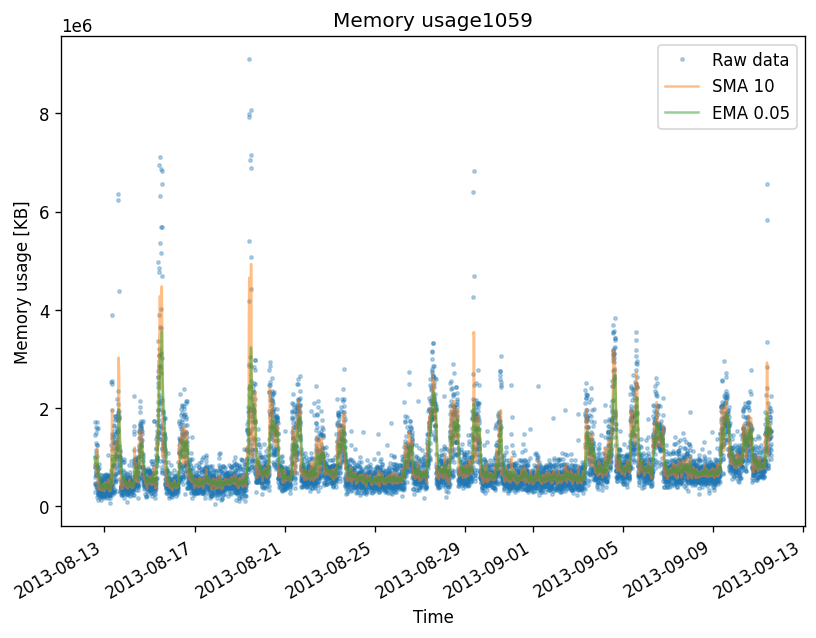 Memory usage1059
1e6
Raw data
SMA 10
EMA 0.05
8
6
4
2
0
Memory usage [KB]
2013-08-13
2013-08-17
2013-08-21
2013-08-25
2013-08-29
2013-09-01
2013-09-05
2013-09-09
2013-09-13
Time